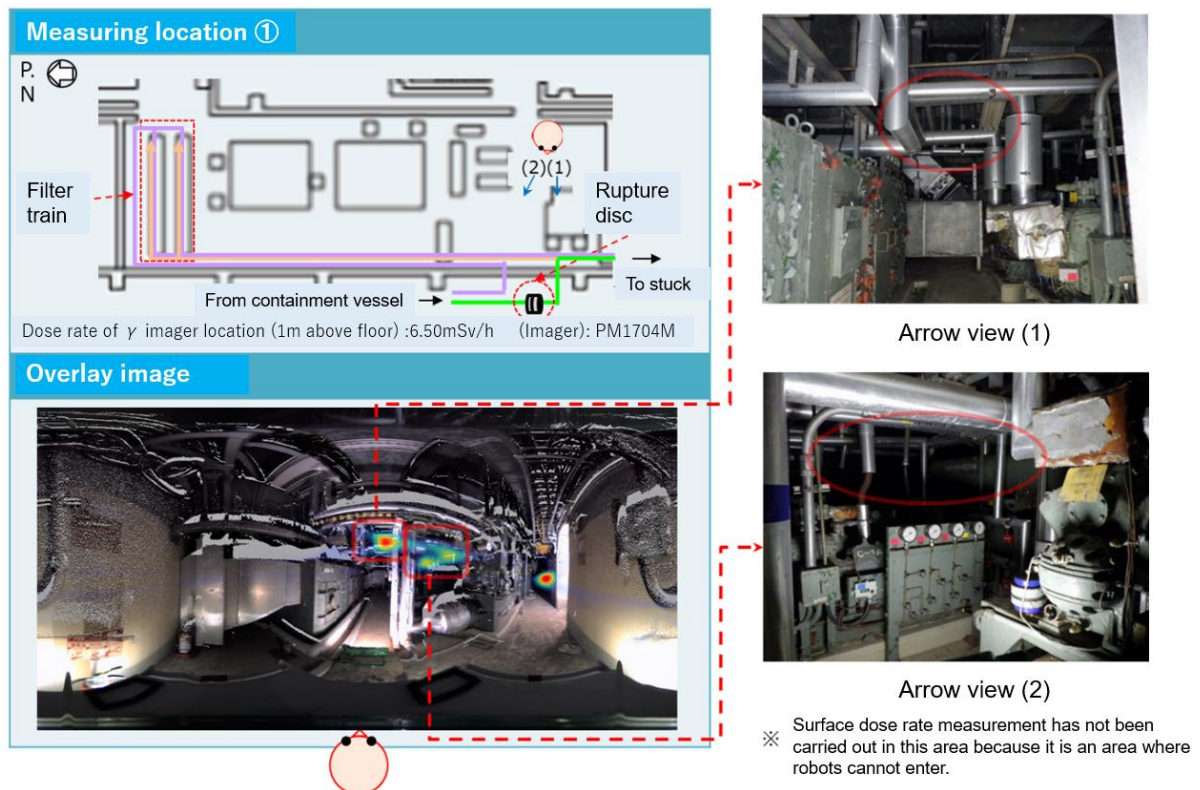 Measuring location ①
P.
N
Filter
train
(2)(1)
Rupture
disc
From containment vessel
To stuck
Dose rate of γ imager location (1m above floor) :6.50mSv/h (Imager): PM1704M
Overlay image
Arrow view (1)
Arrow view (2)
※ Surface dose rate measurement has not been
carried out in this area because it is an area where
robots cannot enter.